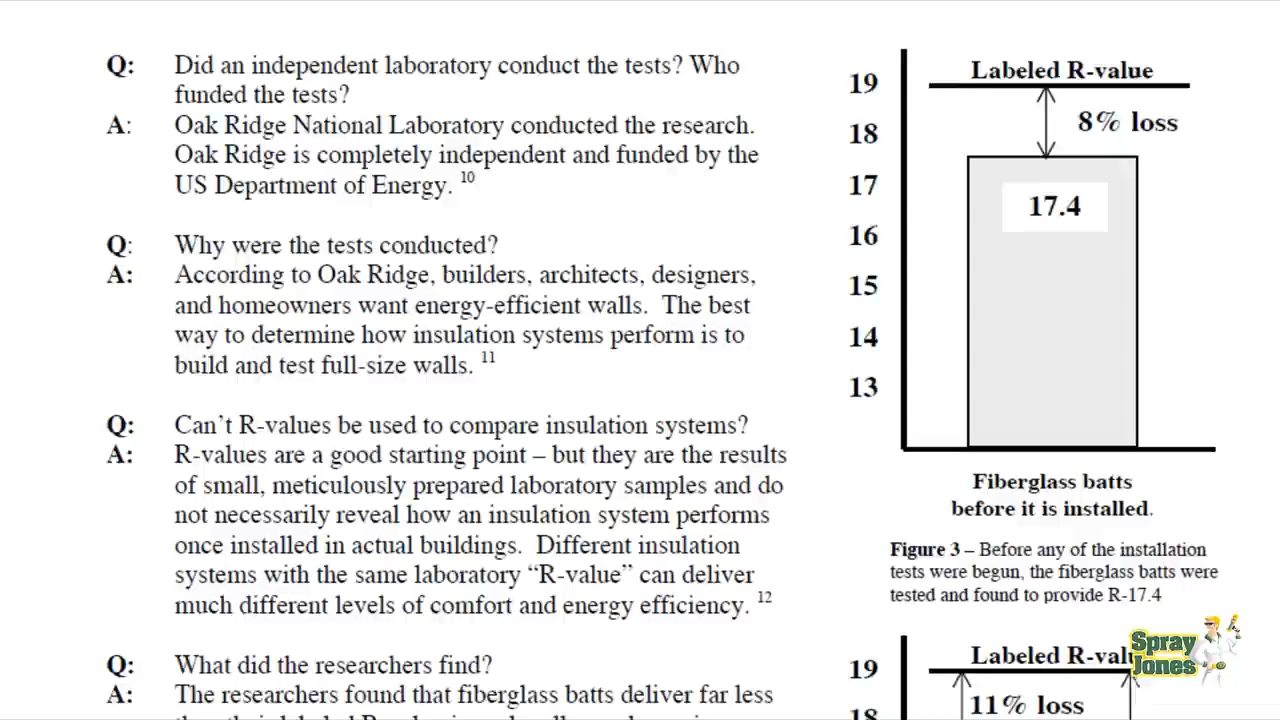 Q: Did an independent laboratory conduct the tests? Who
funded the tests?
A: Oak Ridge National Laboratory conducted the research.
Oak Ridge is completely independent and funded by the
US Department of Energy. 10
Q: Why were the tests conducted?
A: According to Oak Ridge, builders, architects, designers,
and homeowners want energy-efficient walls. The best
way to determine how insulation systems perform is to
build and test full-size walls. 11
Q: Can’t R-values be used to compare insulation systems?
A: R-values are a good starting point – but they are the results
of small, meticulously prepared laboratory samples and do
not necessarily reveal how an insulation system performs
once installed in actual buildings. Different insulation
systems with the same laboratory “R-value” can deliver
much different levels of comfort and energy efficiency. 12
Q: What did the researchers find?
A: The researchers found that fiberglass batts deliver far less
Labeled R-value
19
8% loss
18
17
17.4
16
15
14
13
Fiberglass batts
before it is installed.
Figure 3 – Before any of the installation
tests were begun, the fiberglass batts were
tested and found to provide R-17.4
Labeled R-valu
19
11% loss
18
Spray
Jones